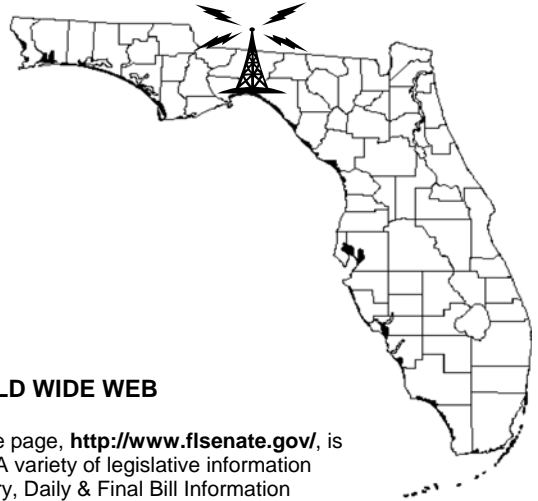 LD WIDE WEB
e page, http://www.flsenate.gov/, is
A variety of legislative information
ry, Daily & Final Bill Information